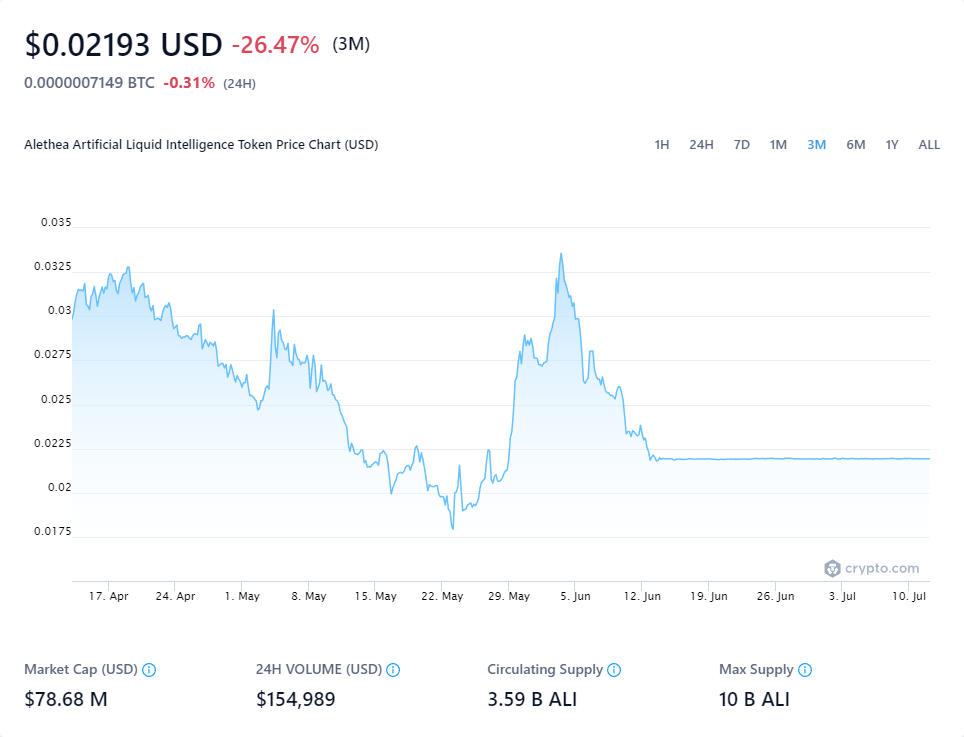 $0.02193 USD -26.47% (3M)
0.0000007149 BTC -0.31% (24H)
Alethea Artificial Liquid Intelligence Token Price Chart (USD)
1H 24H 7D 1M 3M 6M 1Y ALL
0.035
0.0325
0.03
0.0275
0.025
0.0225
0.02
0.0175
crypto.com
17. Apr 24. Apr 1. May 8. May 15. May 22. May 29. May 5. Jun 12. Jun 19. Jun 26. Jun 3. Jul 10. Jul
Market Cap (USD) 24H VOLUME (USD) Circulating Supply Max Supply
$78.68 M $154,989 3.59 B ALI 10 B ALI